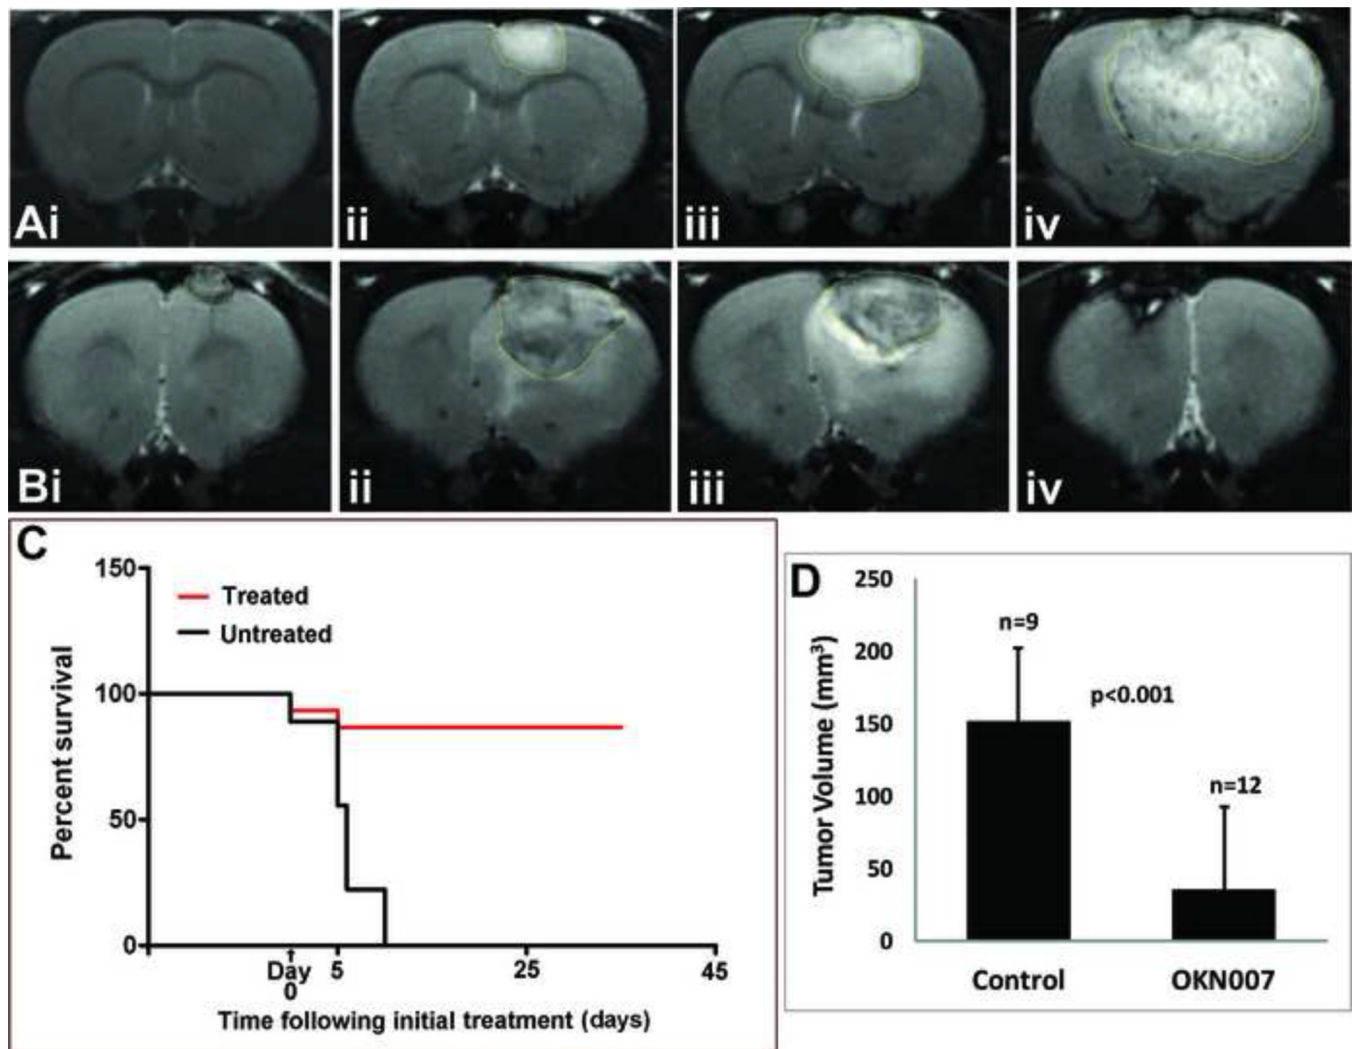 Ai
ii
iii
iv
Bi
ii
iii
iv
C
150
100
50
0
Treated
Untreated
Percent survival
Day
0
5
25
45
Time following initial treatment (days)
D
250
200
150
100
50
0
Tumor Volume (mm³)
n=9
p<0.001
n=12
Control
OKN007